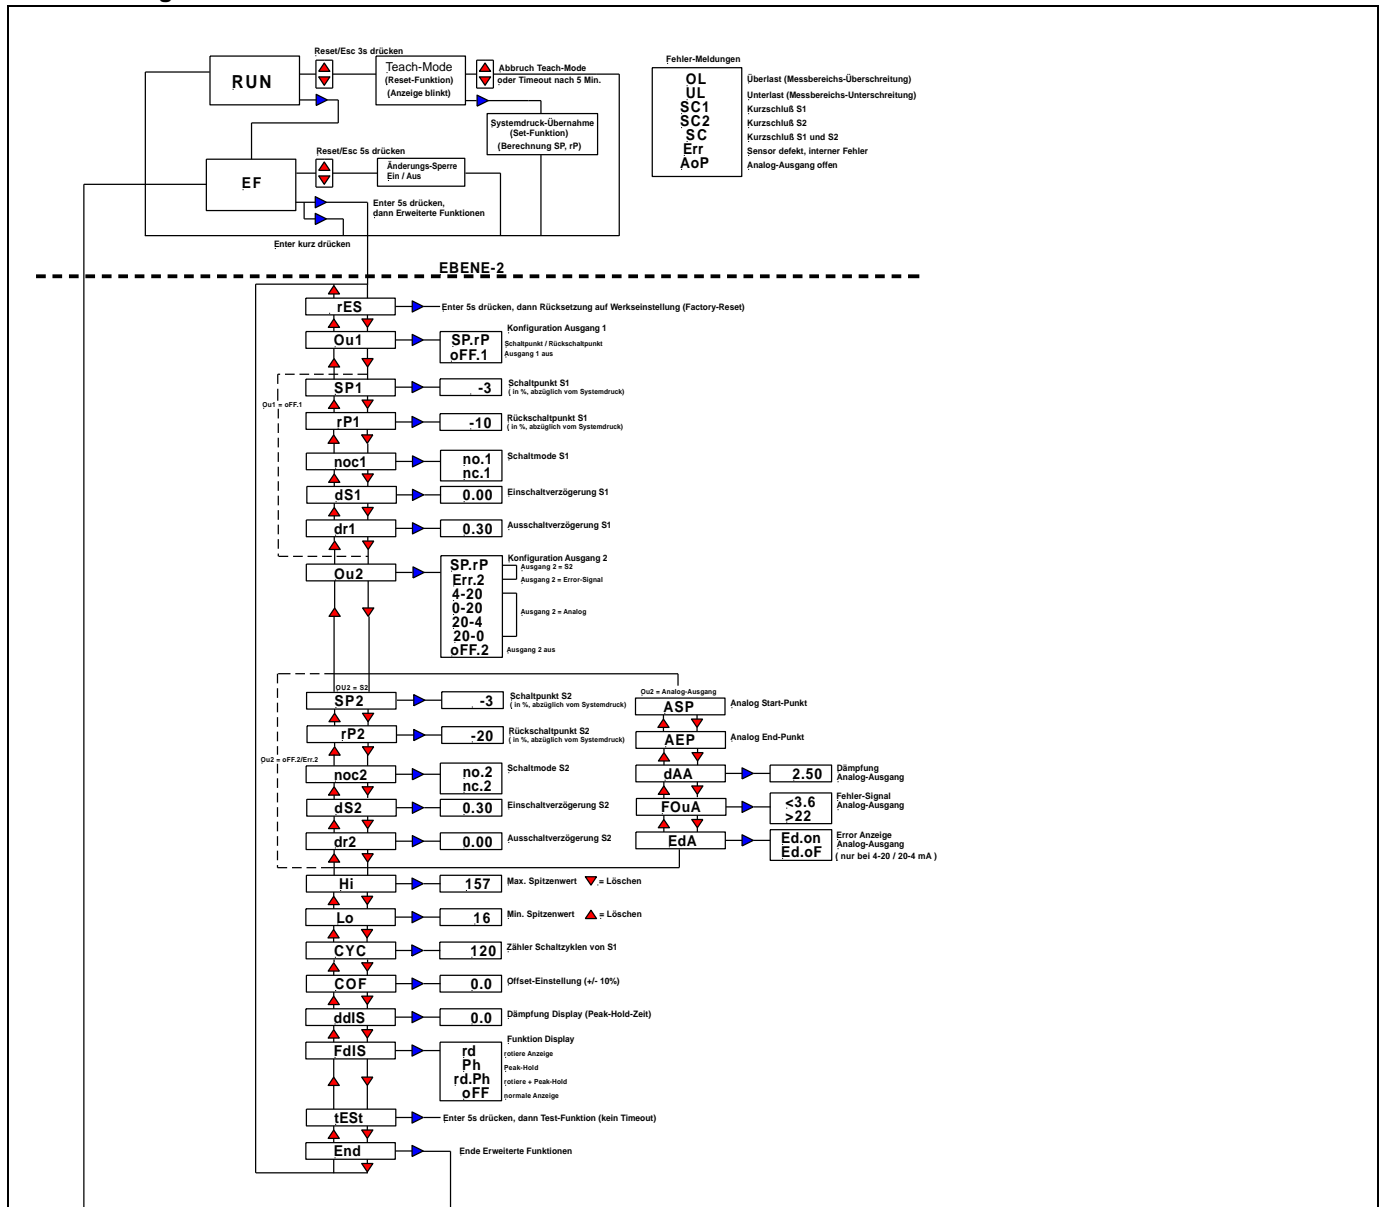 Reset/Esc 3s drücken
RUN
Teach-Mode
(Reset-Funktion)
(Anzeige blinkt)
Abbruch Teach-Mode
oder Timeout nach 5 Min.
Systemdruck-Übernahme
(Set-Funktion)
(Berechnung SP, rP)
Fehler-Meldungen
OL Überlast (Messbereichs-Überschreitung)
UL Unterlast (Messbereichs-Unterschreitung)
SC1 Kurzschluß S1
SC2 Kurzschluß S2
SC Kurzschluß S1 und S2
Err Sensor defekt, interner Fehler
AoP Analog-Ausgang offen
Reset/Esc 5s drücken
EF
Änderungs-Sperre
Ein / Aus
Enter 5s drücken,
dann Erweiterte Funktionen
Enter kurz drücken
EBENE-2
rES Enter 5s drücken, dann Rücksetzung auf Werkseinstellung (Factory-Reset)
Konfiguration Ausgang 1
Ou1 SP.rP Schaltpunkt / Rückschaltpunkt
oFF.1 Ausgang 1 aus
SP1 -3 Schaltpunkt S1
( in %, abzüglich vom Systemdruck)
Ou1 = oFF.1
rP1 -10 Rückschaltpunkt S1
( in %, abzüglich vom Systemdruck)
noc1 no.1 Schaltmode S1
nc.1
dS1 0.00 Einschaltverzögerung S1
dr1 0.30 Ausschaltverzögerung S1
Konfiguration Ausgang 2
Ou2 SP.rP Ausgang 2 = S2
Err.2 Ausgang 2 = Error-Signal
4-20
0-20 Ausgang 2 = Analog
20-4
20-0
oFF.2 Ausgang 2 aus
OU2 = S2
SP2 -3 Schaltpunkt S2
( in %, abzüglich vom Systemdruck)
rP2 -20 Rückschaltpunkt S2
( in %, abzüglich vom Systemdruck)
Ou2 = oFF.2/Err.2
noc2 no.2 Schaltmode S2
nc.2
dS2 0.30 Einschaltverzögerung S2
dr2 0.00 Ausschaltverzögerung S2
Ou2 = Analog-Ausgang
ASP Analog Start-Punkt
AEP Analog End-Punkt
dAA 2.50 Dämpfung
Analog-Ausgang
FOuA <3.6 Fehler-Signal
>22 Analog-Ausgang
EdA Ed.on Error Anzeige
Ed.oF Analog-Ausgang
( nur bei 4-20 / 20-4 mA )
Hi 157 Max. Spitzenwert = Löschen
Lo 16 Min. Spitzenwert = Löschen
CYC 120 Zähler Schaltzyklen von S1
COF 0.0 Offset-Einstellung (+/- 10%)
ddIS 0.0 Dämpfung Display (Peak-Hold-Zeit)
Funktion Display
FdIS rd rotiere Anzeige
Ph Peak-Hold
rd.Ph rotiere + Peak-Hold
oFF normale Anzeige
tESt Enter 5s drücken, dann Test-Funktion (kein Timeout)
End Ende Erweiterte Funktionen